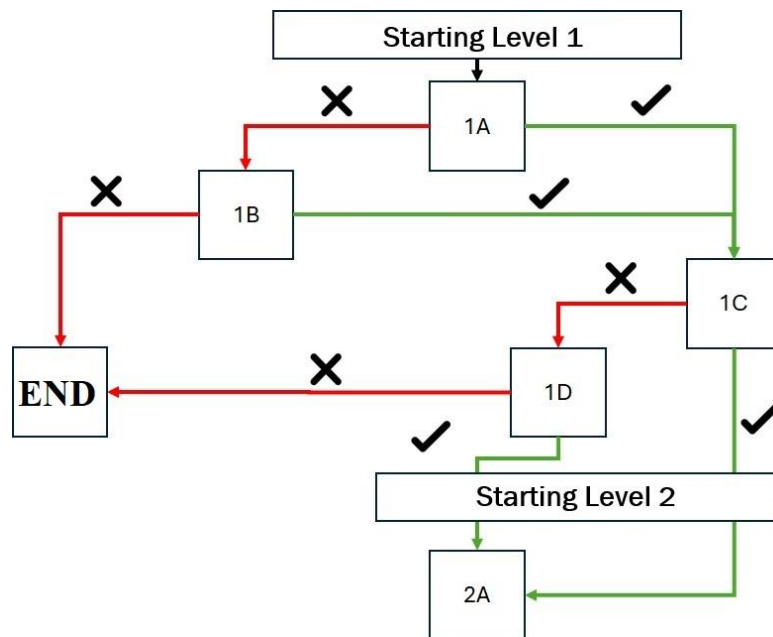 Starting Level 1
1A
1B
1C
END
1D
Starting Level 2
2A